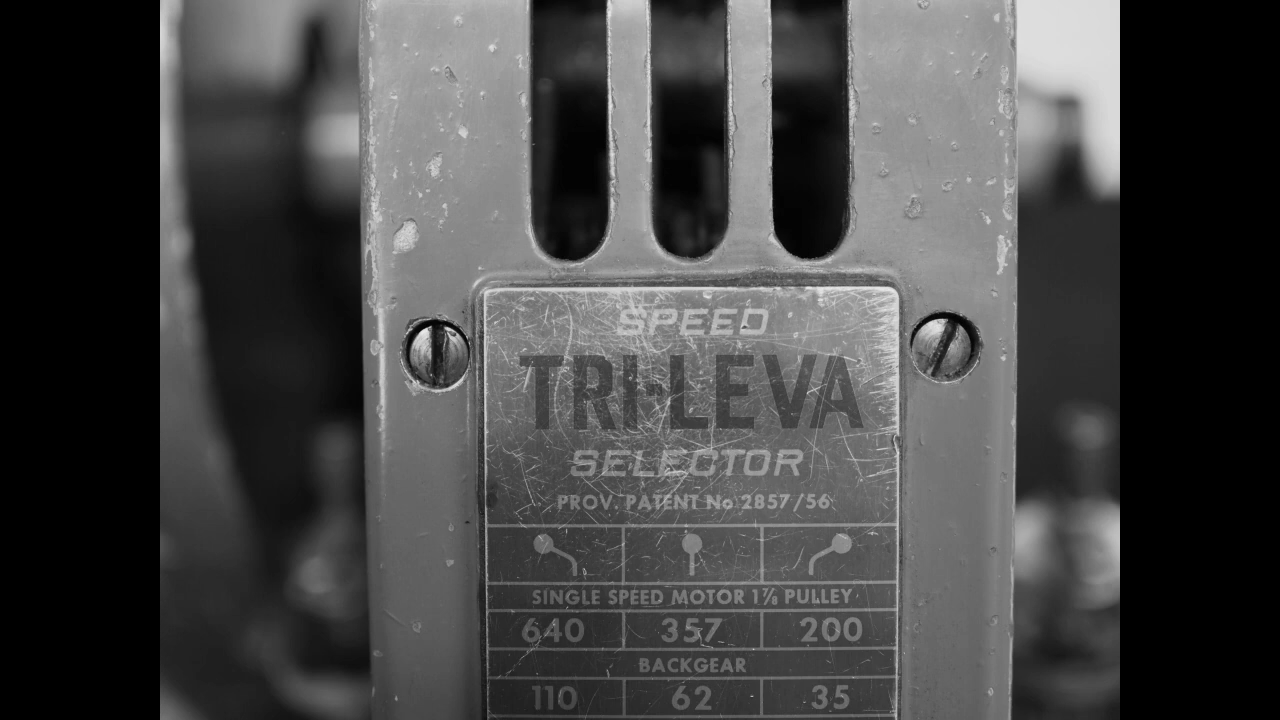 SPEED
TRI-LEVA
SELECTOR
PROV. PATENT No 2857/56
SINGLE SPEED MOTOR 1⅞ PULLEY
640 357 200
BACKGEAR
110 62 35